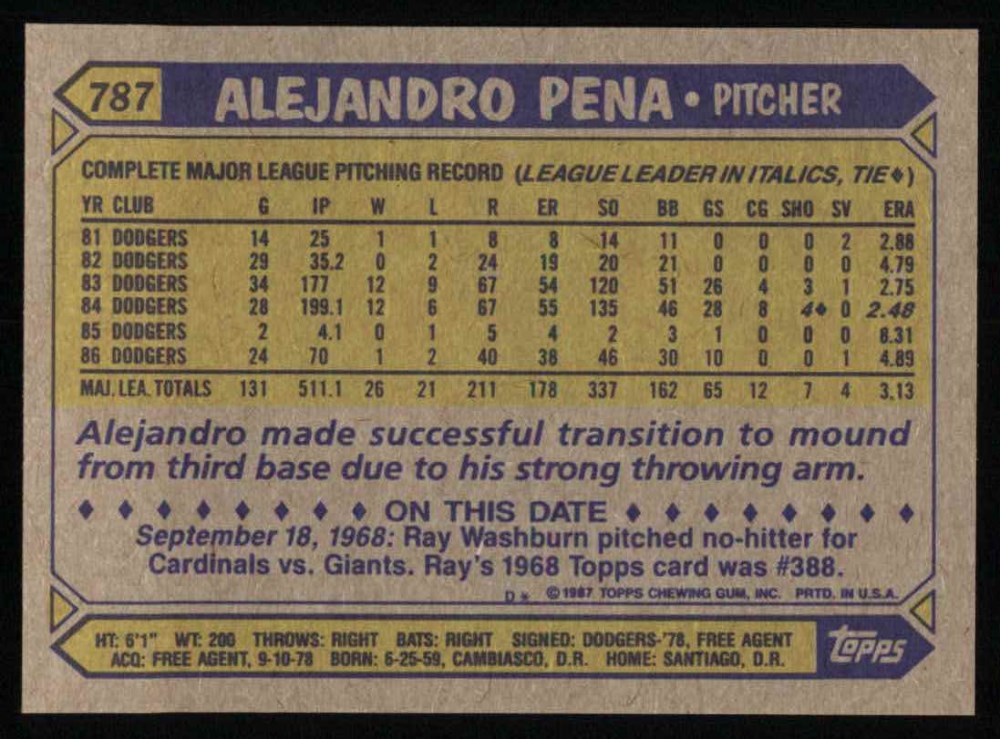 787 ALEJANDRO PENA • PITCHER
COMPLETE MAJOR LEAGUE PITCHING RECORD (LEAGUE LEADER IN ITALICS, TIE♦)
YR CLUB G IP W L R ER SO BB GS CG SHO SV ERA
81 DODGERS 14 25 1 1 8 8 14 11 0 0 0 2 2.88
82 DODGERS 29 35.2 0 2 24 19 20 21 0 0 0 0 4.79
83 DODGERS 34 177 12 9 67 54 120 51 26 4 3 1 2.75
84 DODGERS 28 199.1 12 6 67 55 135 46 28 8 4♦ 0 2.48
85 DODGERS 2 4.1 0 1 5 4 2 3 1 0 0 0 8.31
86 DODGERS 24 70 1 2 40 38 46 30 10 0 0 1 4.89
MAJ. LEA. TOTALS 131 511.1 26 21 211 178 337 162 65 12 7 4 3.13
Alejandro made successful transition to mound
from third base due to his strong throwing arm.
♦ ♦ ♦ ♦ ♦ ♦ ♦ ♦ ON THIS DATE ♦ ♦ ♦ ♦ ♦ ♦ ♦ ♦
September 18, 1968: Ray Washburn pitched no-hitter for
Cardinals vs. Giants. Ray's 1968 Topps card was #388.
D* ©1987 TOPPS CHEWING GUM, INC. PRTD. IN U.S.A.
HT: 6'1" WT: 200 THROWS: RIGHT BATS: RIGHT SIGNED: DODGERS-'78, FREE AGENT
ACQ: FREE AGENT, 9-10-78 BORN: 6-25-59, CAMBIASCO, D.R. HOME: SANTIAGO, D.R.
topps